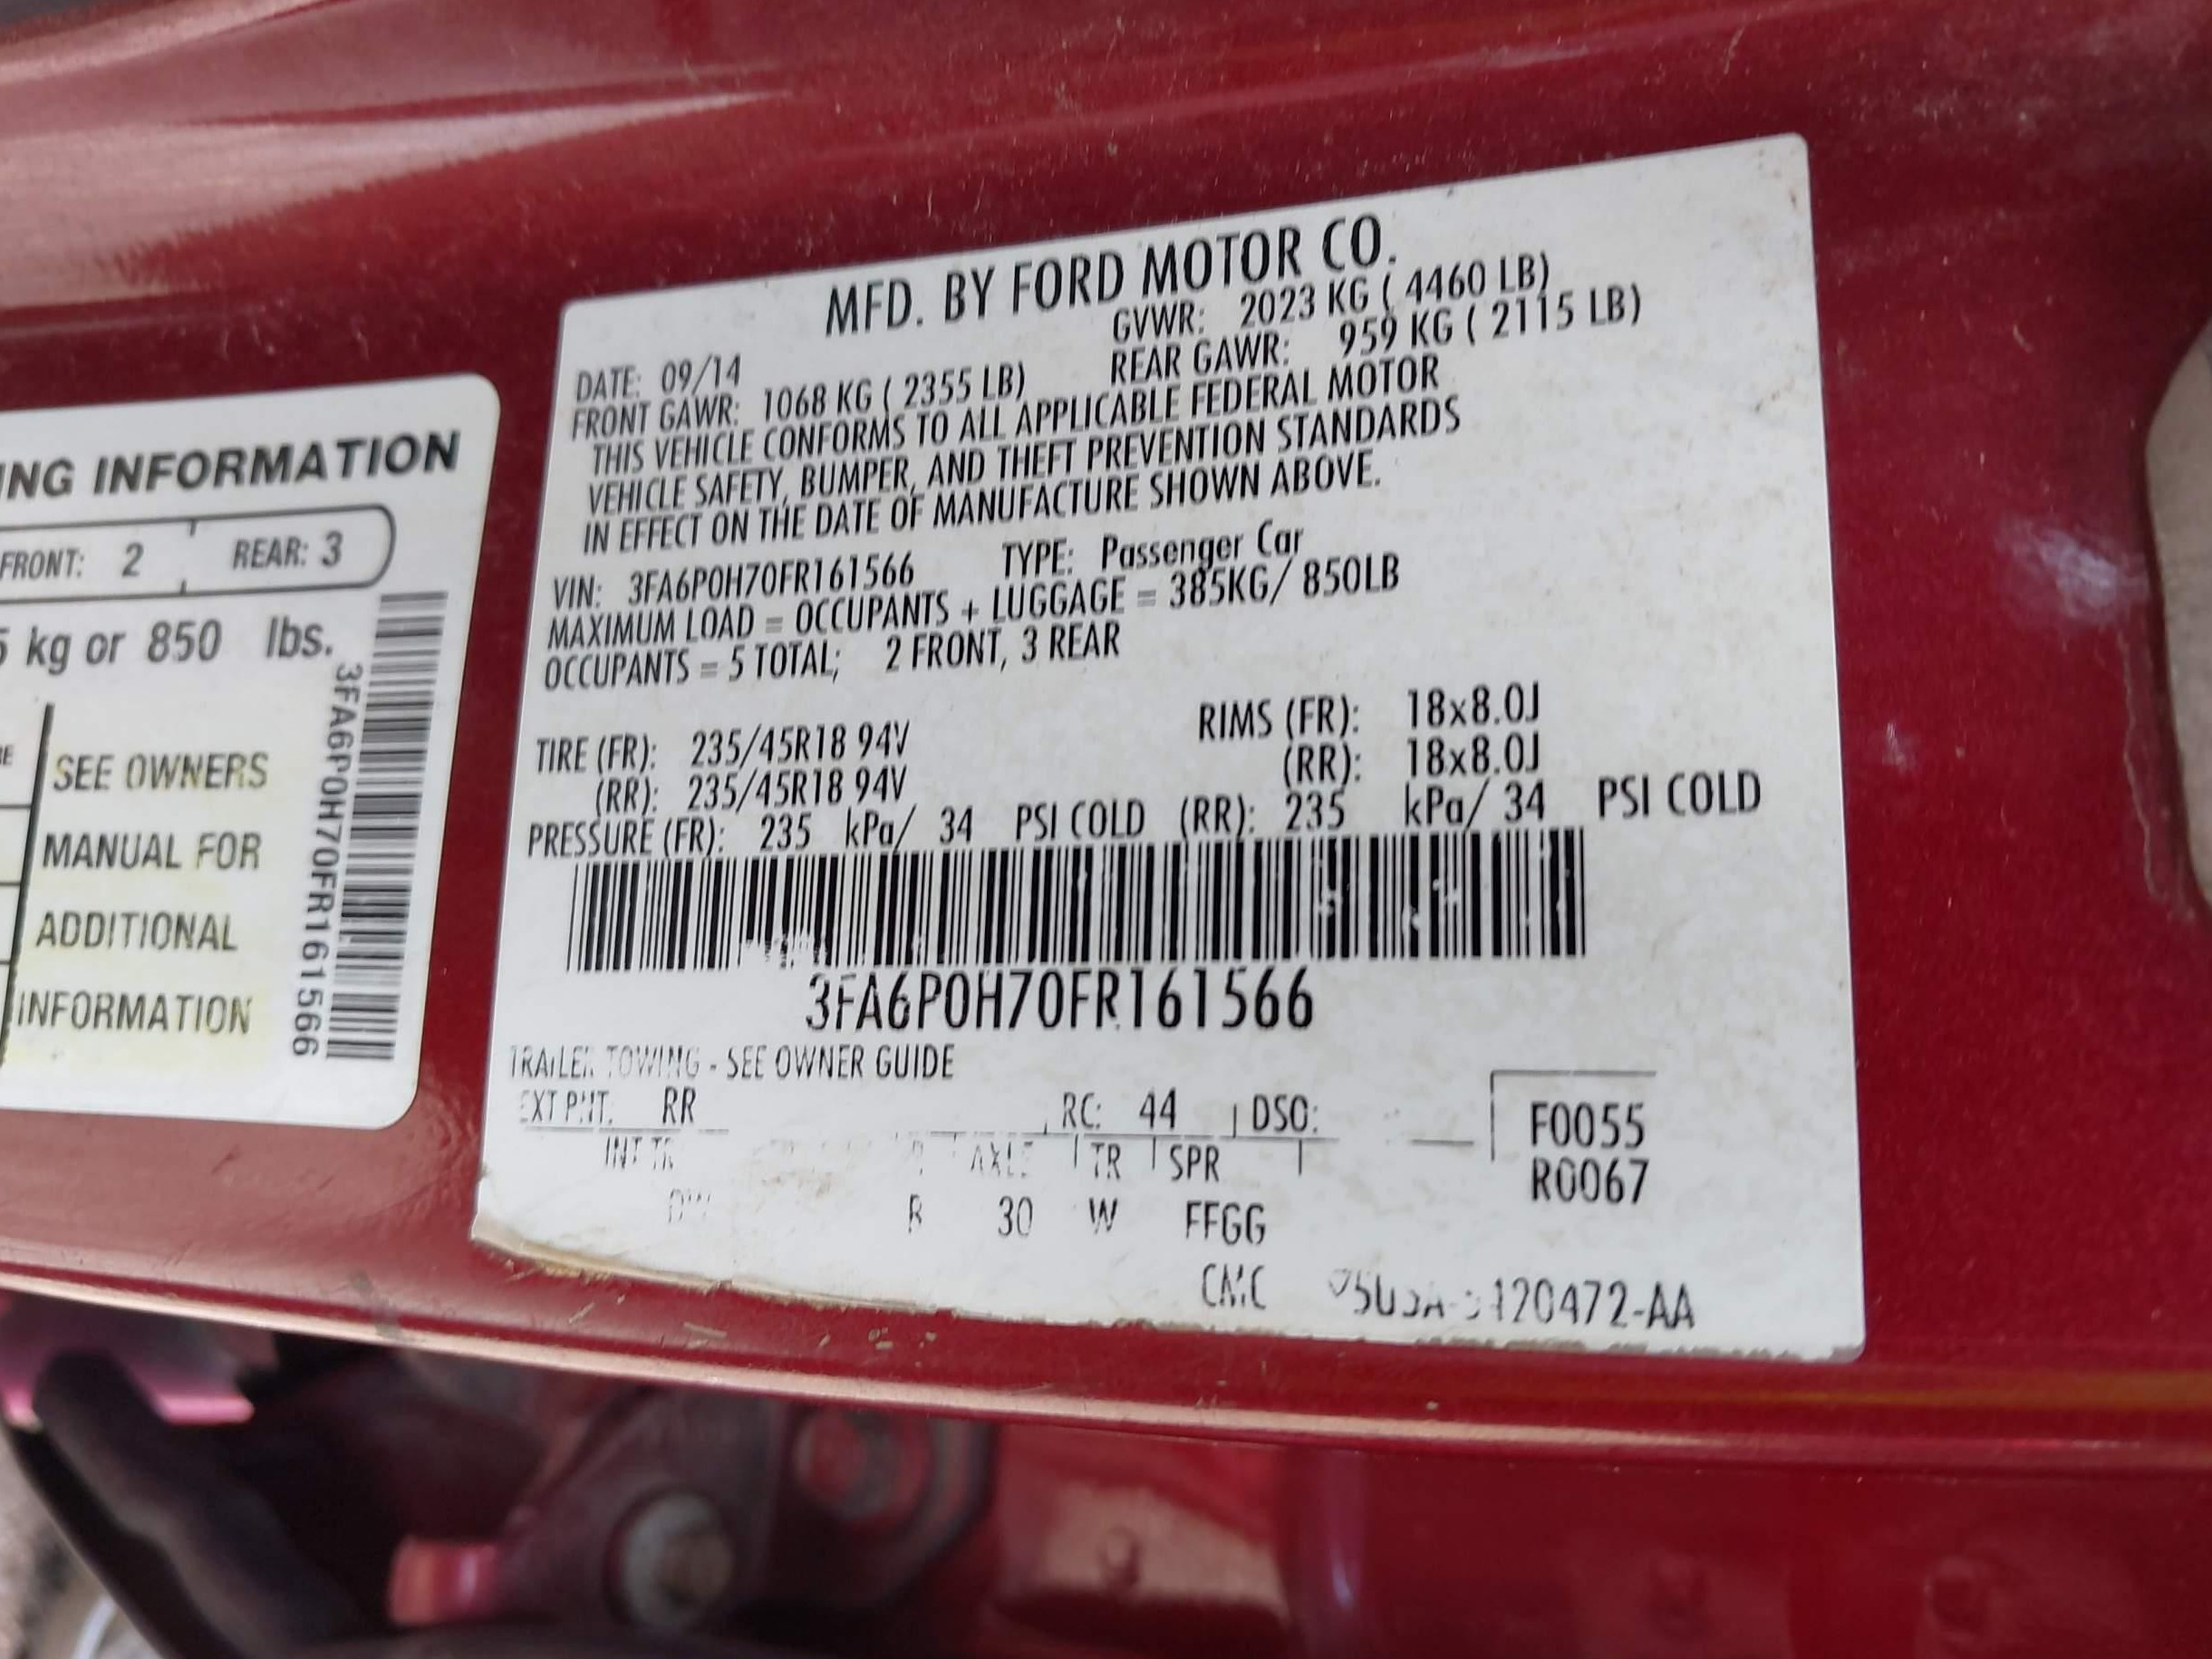 MFD. BY FORD MOTOR CO.
DATE: 09/14 GVWR: 2023 KG ( 4460 LB)
FRONT GAWR: 1068 KG ( 2355 LB) REAR GAWR: 959 KG ( 2115 LB)
THIS VEHICLE CONFORMS TO ALL APPLICABLE FEDERAL MOTOR
VEHICLE SAFETY, BUMPER, AND THEFT PREVENTION STANDARDS
IN EFFECT ON THE DATE OF MANUFACTURE SHOWN ABOVE.
VIN: 3FA6P0H70FR161566 TYPE: Passenger Car
MAXIMUM LOAD = OCCUPANTS + LUGGAGE = 385KG/ 850LB
OCCUPANTS = 5 TOTAL; 2 FRONT, 3 REAR
TIRE (FR): 235/45R18 94V RIMS (FR): 18x8.0J
(RR): 235/45R18 94V (RR): 18x8.0J
PRESSURE (FR): 235 kPa/ 34 PSI COLD (RR): 235 kPa/ 34 PSI COLD
3FA6P0H70FR161566
TRAILER TOWING - SEE OWNER GUIDE
EXT PNT. RR RC: 44 DSO:
INT TR AXLE TR SPR
B 30 W FFGG
F0055
R0067
CMC
ING INFORMATION
FRONT: 2 REAR: 3
kg or 850 lbs.
SEE OWNERS
MANUAL FOR
ADDITIONAL
INFORMATION
3FA6P0H70FR161566